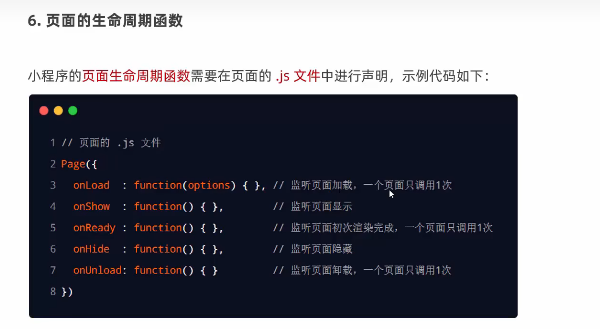 6. 页面的生命周期函数
小程序的页面生命周期函数需要在页面的 .js 文件中进行声明，示例代码如下：
1 // 页面的 .js 文件
2 Page({
3   onLoad  : function(options) { }, // 监听页面加载，一个页面只调用1次
4   onShow  : function() { },        // 监听页面显示
5   onReady : function() { },        // 监听页面初次渲染完成，一个页面只调用1次
6   onHide  : function() { },        // 监听页面隐藏
7   onUnload: function() { }         // 监听页面卸载，一个页面只调用1次
8 })